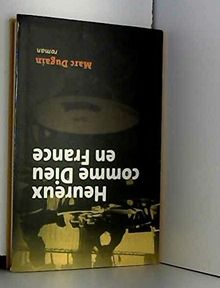 Heureux
comme Dieu
en France
Marc Dugain
roman